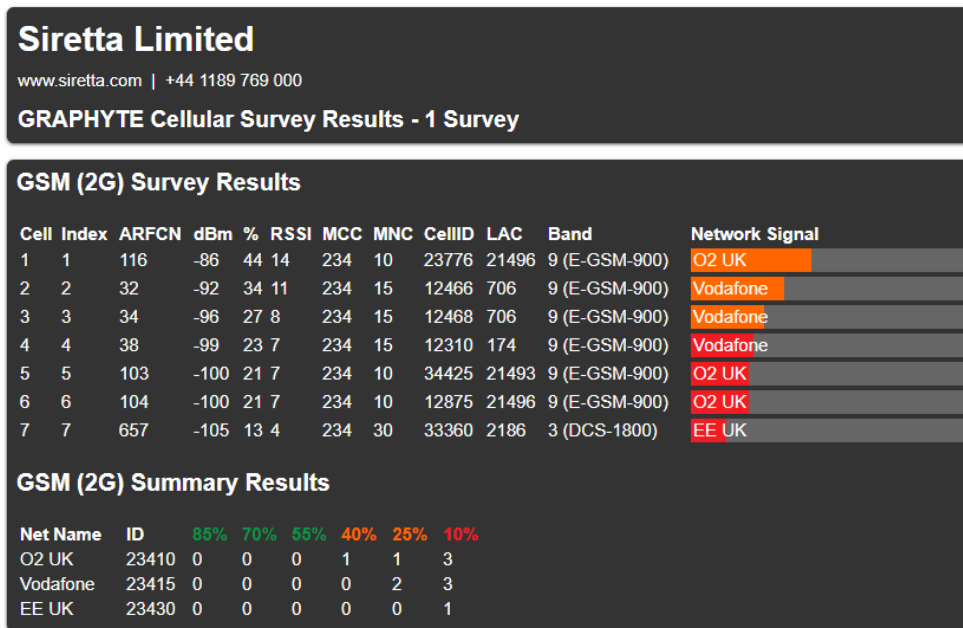 Siretta Limited
www.siretta.com | +44 1189 769 000
GRAPHYTE Cellular Survey Results - 1 Survey
GSM (2G) Survey Results
Cell Index ARFCN dBm % RSSI MCC MNC CellID LAC Band Network Signal
1 1 116 -86 44 14 234 10 23776 21496 9 (E-GSM-900) O2 UK
2 2 32 -92 34 11 234 15 12466 706 9 (E-GSM-900) Vodafone
3 3 34 -96 27 8 234 15 12468 706 9 (E-GSM-900) Vodafone
4 4 38 -99 23 7 234 15 12310 174 9 (E-GSM-900) Vodafone
5 5 103 -100 21 7 234 10 34425 21493 9 (E-GSM-900) O2 UK
6 6 104 -100 21 7 234 10 12875 21496 9 (E-GSM-900) O2 UK
7 7 657 -105 13 4 234 30 33360 2186 3 (DCS-1800) EE UK
GSM (2G) Summary Results
Net Name ID 85% 70% 55% 40% 25% 10%
O2 UK 23410 0 0 0 1 1 3
Vodafone 23415 0 0 0 0 2 3
EE UK 23430 0 0 0 0 0 1